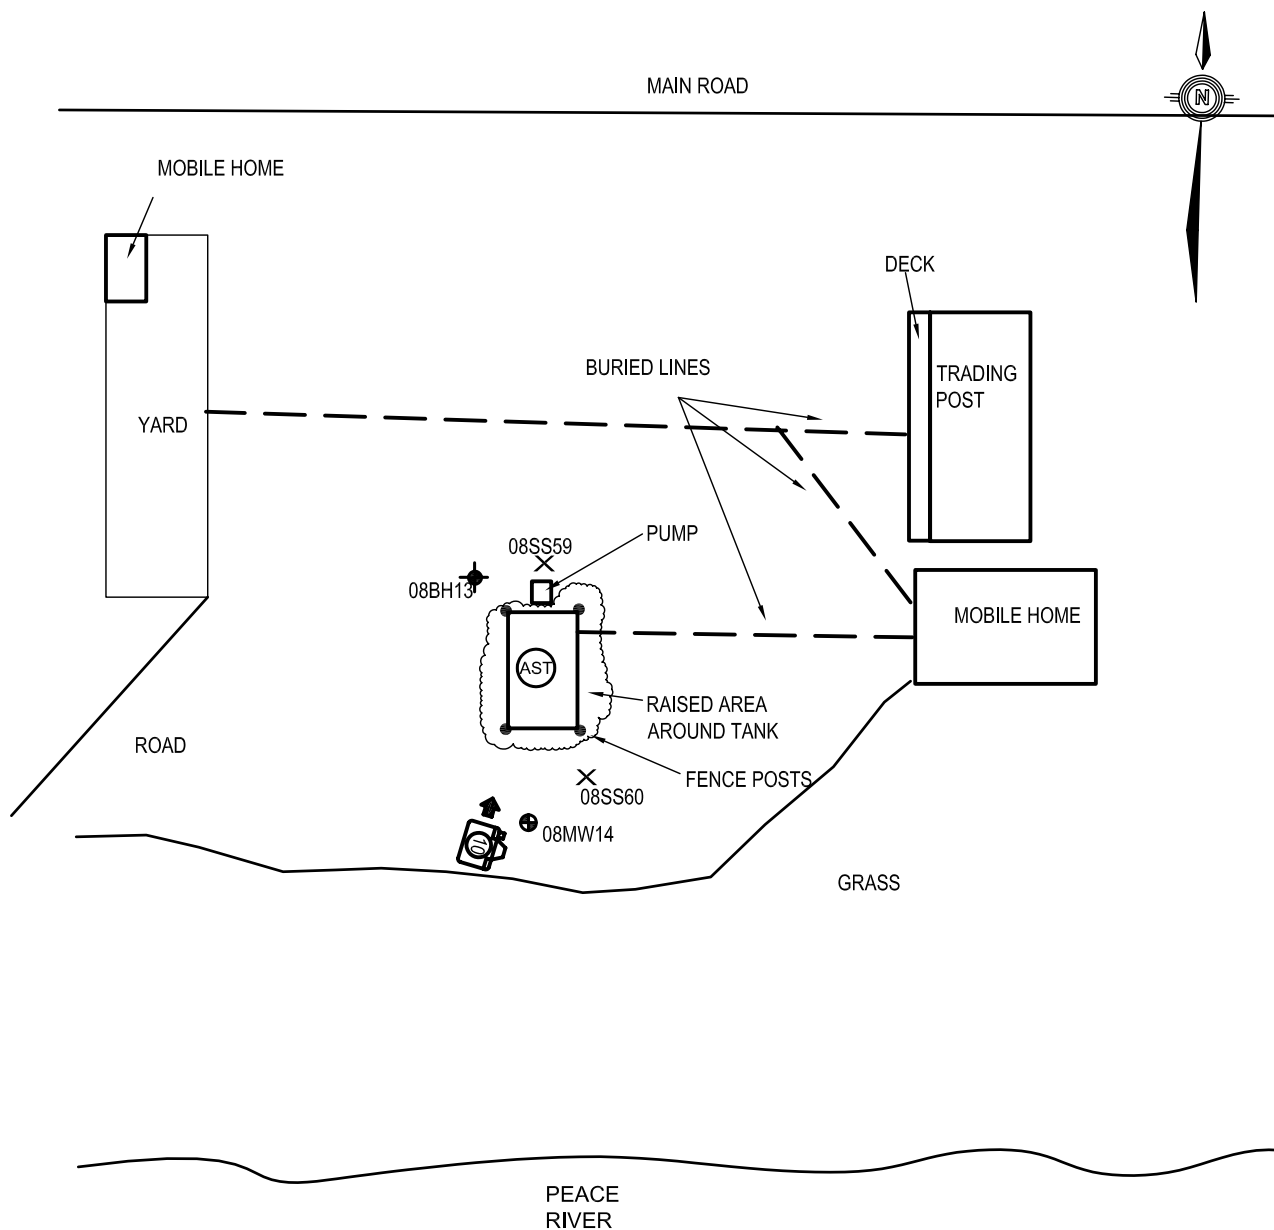 MAIN ROAD
N
MOBILE HOME
DECK
BURIED LINES
TRADING
POST
YARD
PUMP
08SS59
08BH13
MOBILE HOME
AST
RAISED AREA
AROUND TANK
ROAD
FENCE POSTS
08SS60
08MW14
10
GRASS
PEACE
RIVER